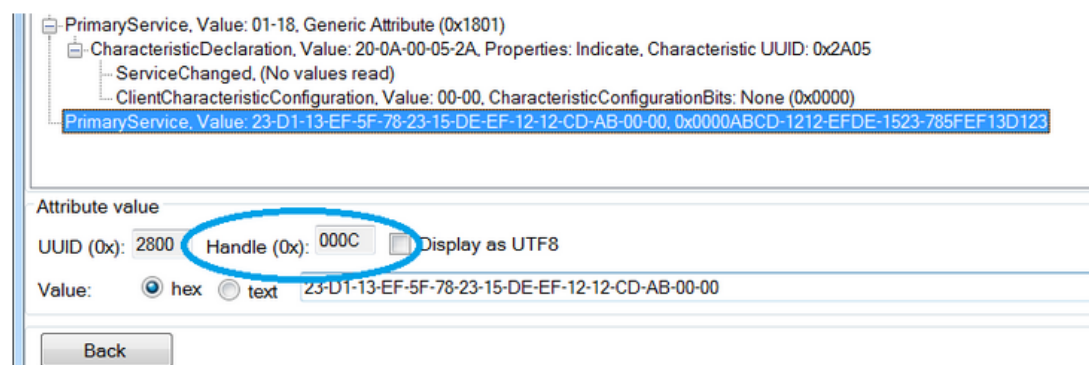 PrimaryService, Value: 01-18, Generic Attribute (0x1801)
CharacteristicDeclaration, Value: 20-0A-00-05-2A, Properties: Indicate, Characteristic UUID: 0x2A05
ServiceChanged, (No values read)
ClientCharacteristicConfiguration, Value: 00-00, CharacteristicConfigurationBits: None (0x0000)
PrimaryService, Value: 23-D1-13-EF-5F-78-23-15-DE-EF-12-12-CD-AB-00-00, 0x0000ABCD-1212-EFDE-1523-785FEF13D123
Attribute value
UUID (0x): 2800 Handle (0x): 000C Display as UTF8
Value: hex text 23-D1-13-EF-5F-78-23-15-DE-EF-12-12-CD-AB-00-00
Back